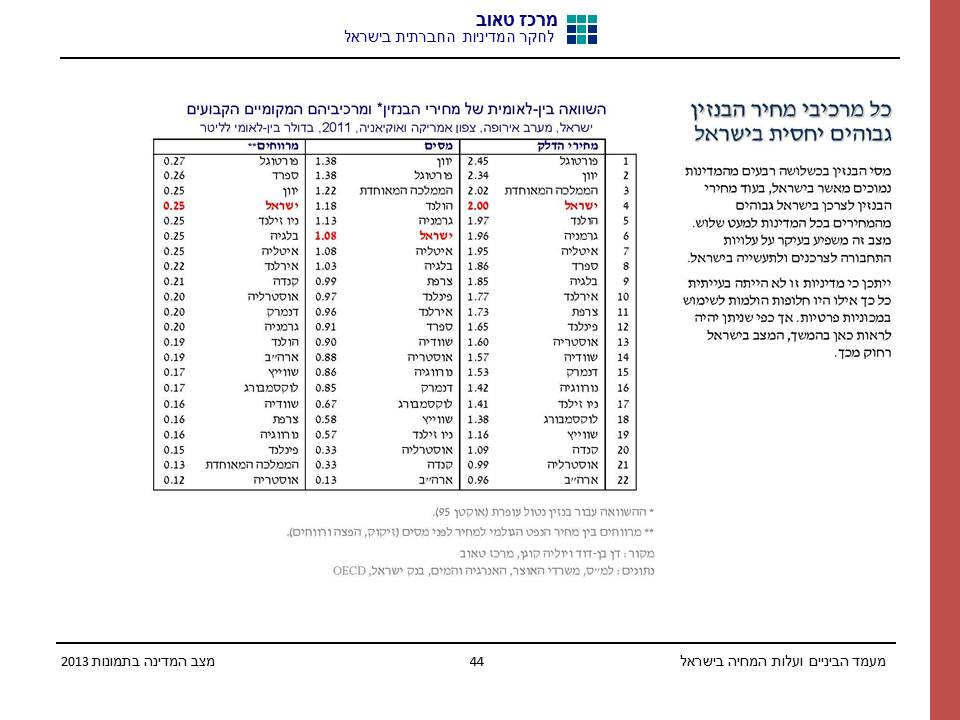 מרכז טאוב
לחקר המדיניות החברתית בישראל
כל מרכיבי מחיר הבנזין
גבוהים יחסית בישראל
מסי הבנזין בכשלושה רבעים מהמדינות
נמוכים מאשר בישראל, בעוד מחירי
הבנזין לצרכן בישראל גבוהים
מהמחירים בכל המדינות למעט שלוש.
מצב זה משפיע בעיקר על עלויות
התחבורה לצרכנים ולתעשייה בישראל.
ייתכן כי מדיניות זו לא הייתה בעייתית
כל כך אילו היו חלופות הולמות לשימוש
במכוניות פרטיות. אך כפי שניתן יהיה
לראות כאן בהמשך, המצב בישראל
רחוק מכך.
השוואה בין-לאומית של מחירי הבנזין* ומרכיביהם המקומיים הקבועים
ישראל, מערב אירופה, צפון אמריקה ואוקיאניה, 2011, בדולר בין-לאומי לליטר
מחירי הדלק מסים מרווחים**
1 פורטוגל 2.45 יוון 1.38 פורטוגל 0.27
2 יוון 2.34 פורטוגל 1.38 ספרד 0.26
3 הממלכה המאוחדת 2.02 הממלכה המאוחדת 1.22 יוון 0.25
4 ישראל 2.00 הולנד 1.18 ישראל 0.25
5 הולנד 1.97 גרמניה 1.13 ניו זילנד 0.25
6 גרמניה 1.96 ישראל 1.08 בלגיה 0.25
7 איטליה 1.95 איטליה 1.08 איטליה 0.25
8 ספרד 1.86 בלגיה 1.03 אירלנד 0.22
9 בלגיה 1.85 צרפת 0.99 קנדה 0.21
10 אירלנד 1.77 פינלנד 0.97 אוסטרליה 0.20
11 צרפת 1.73 אירלנד 0.96 דנמרק 0.20
12 פינלנד 1.65 ספרד 0.91 גרמניה 0.20
13 אוסטריה 1.60 שוודיה 0.90 הולנד 0.19
14 שוודיה 1.57 אוסטריה 0.88 ארה״ב 0.19
15 דנמרק 1.53 נורווגיה 0.86 שווייץ 0.17
16 נורווגיה 1.42 דנמרק 0.85 לוקסמבורג 0.17
17 ניו זילנד 1.41 לוקסמבורג 0.67 שוודיה 0.16
18 לוקסמבורג 1.38 שווייץ 0.58 צרפת 0.16
19 שווייץ 1.16 ניו זילנד 0.57 נורווגיה 0.16
20 קנדה 1.09 אוסטרליה 0.33 פינלנד 0.15
21 אוסטרליה 0.99 קנדה 0.33 הממלכה המאוחדת 0.13
22 ארה״ב 0.96 ארה״ב 0.13 אוסטריה 0.12
* ההשוואה עבור בנזין נטול עופרת (אוקטן 95).
** מרווחים בין מחיר הנפט הגולמי למחיר לפני מסים (זיקוק, הפצה ורווחים).
מקור: דן בן-דוד ויוליה קוגן, מרכז טאוב
נתונים: למ״ס, משרדי האוצר, האנרגיה והמים, בנק ישראל, OECD
מעמד הביניים ועלות המחיה בישראל 44 מצב המדינה בתמונות 2013